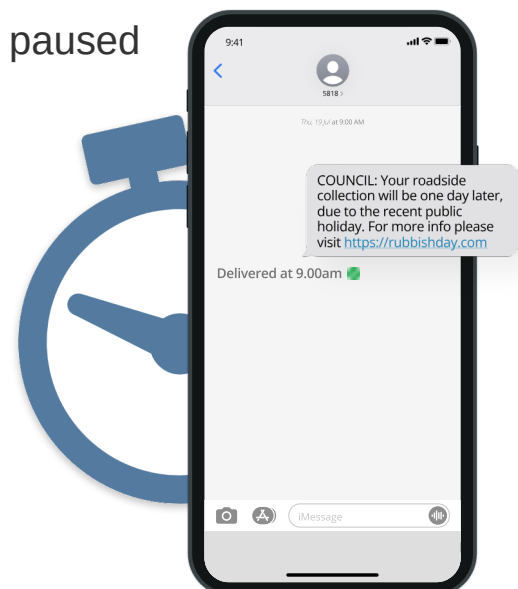 paused
9:41
5818 >
Thu, 19 Jul at 9:00 AM
COUNCIL: Your roadside
collection will be one day later,
due to the recent public
holiday. For more info please
visit https://rubbishday.com
Delivered at 9.00am
iMessage